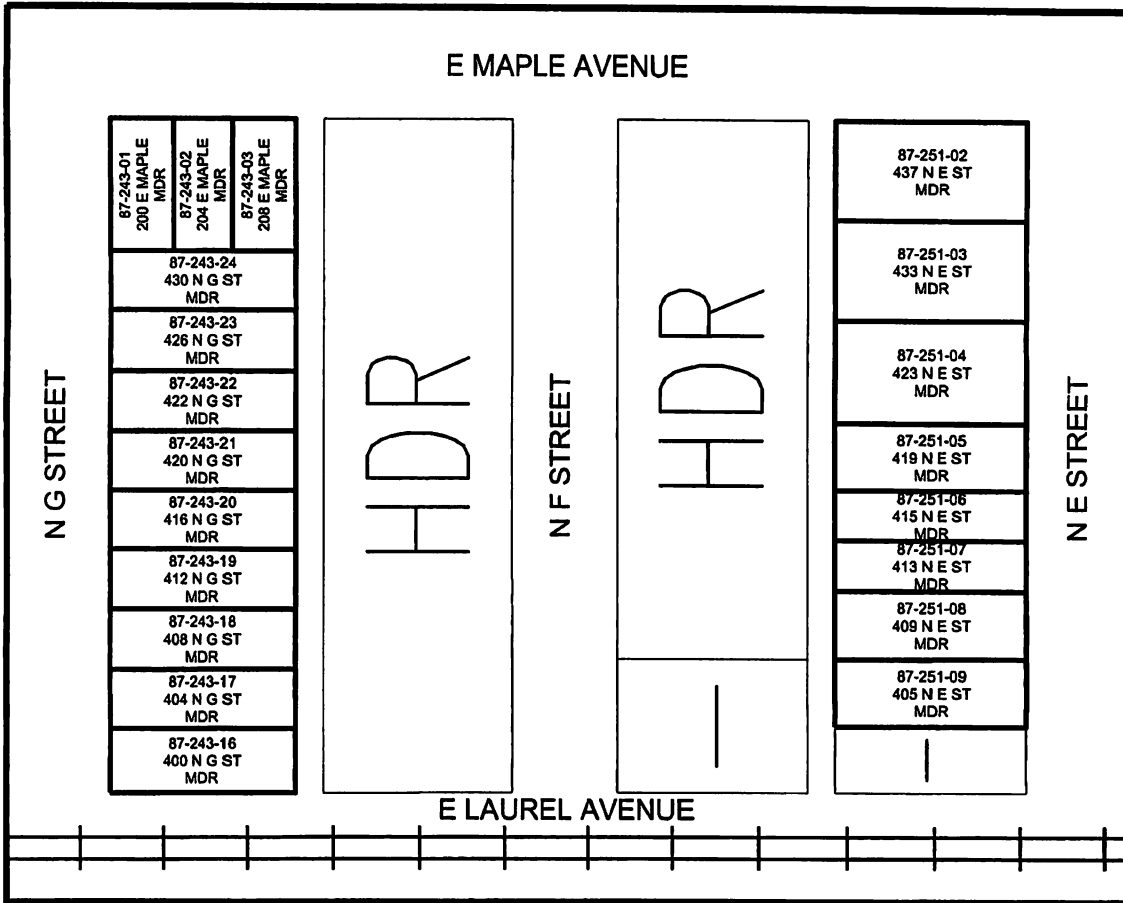 E MAPLE AVENUE
87-243-01
200 E MAPLE
MDR
87-243-02
204 E MAPLE
MDR
87-243-03
208 E MAPLE
MDR
87-243-24
430 N G ST
MDR
87-243-23
426 N G ST
MDR
87-243-22
422 N G ST
MDR
87-243-21
420 N G ST
MDR
87-243-20
416 N G ST
MDR
87-243-19
412 N G ST
MDR
87-243-18
408 N G ST
MDR
87-243-17
404 N G ST
MDR
87-243-16
400 N G ST
MDR
N G STREET
HDR
N F STREET
HDR
I
87-251-02
437 N E ST
MDR
87-251-03
433 N E ST
MDR
87-251-04
423 N E ST
MDR
87-251-05
419 N E ST
MDR
87-251-06
415 N E ST
MDR
87-251-07
413 N E ST
MDR
87-251-08
409 N E ST
MDR
87-251-09
405 N E ST
MDR
I
N E STREET
E LAUREL AVENUE